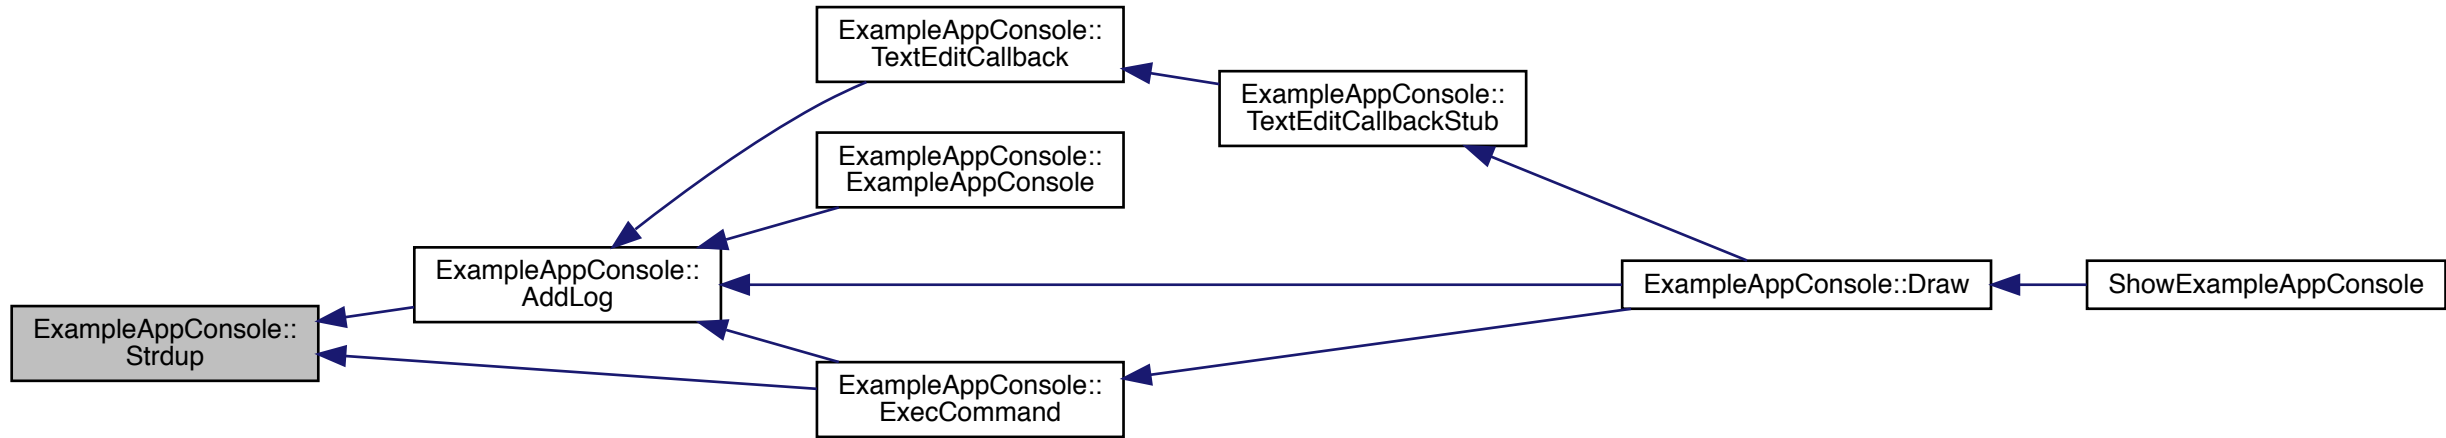 ExampleAppConsole::
TextEditCallback
ExampleAppConsole::
TextEditCallbackStub
ExampleAppConsole::
ExampleAppConsole
ExampleAppConsole::
AddLog
ExampleAppConsole::Draw
ShowExampleAppConsole
ExampleAppConsole::
Strdup
ExampleAppConsole::
ExecCommand